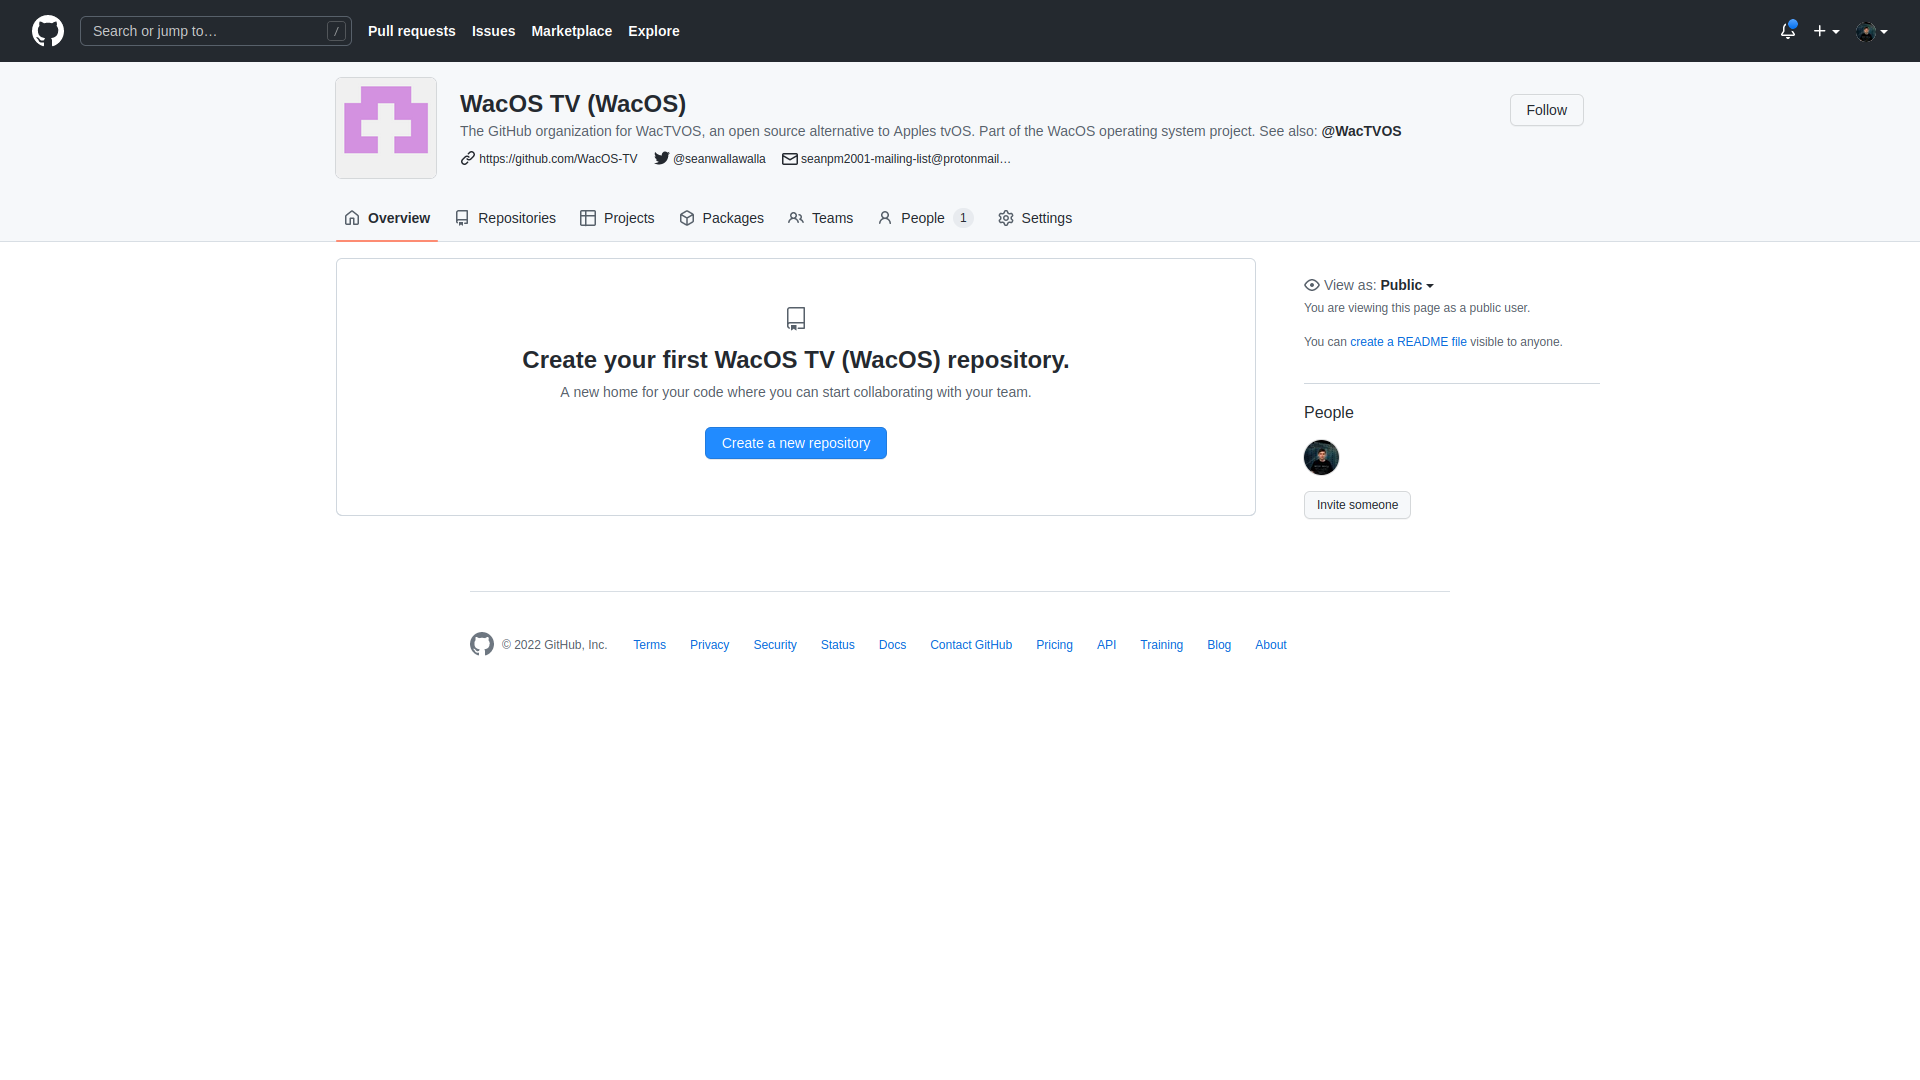 Search or jump to… /
Pull requests Issues Marketplace Explore
WacOS TV (WacOS)
Follow
The GitHub organization for WacTVOS, an open source alternative to Apples tvOS. Part of the WacOS operating system project. See also: @WacTVOS
https://github.com/WacOS-TV @seanwallawalla seanpm2001-mailing-list@protonmail…
Overview Repositories Projects Packages Teams People 1 Settings
Create your first WacOS TV (WacOS) repository.
A new home for your code where you can start collaborating with your team.
Create a new repository
View as: Public
You are viewing this page as a public user.
You can create a README file visible to anyone.
People
Invite someone
© 2022 GitHub, Inc. Terms Privacy Security Status Docs Contact GitHub Pricing API Training Blog About